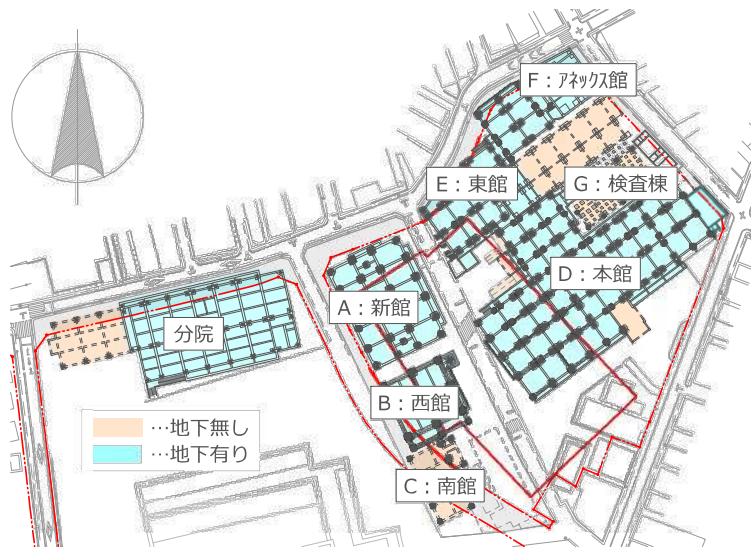 F：ｱﾈｯｸｽ館
E：東館
G：検査棟
D：本館
A：新館
分院
B：西館
…地下無し
…地下有り
C：南館